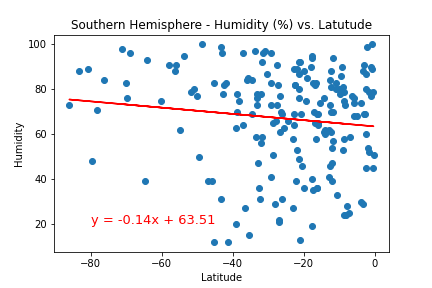 Southern Hemisphere - Humidity (%) vs. Latutude
100
80
60
40
20
Humidity
y = -0.14x + 63.51
−80
−60
−40
−20
0
Latitude